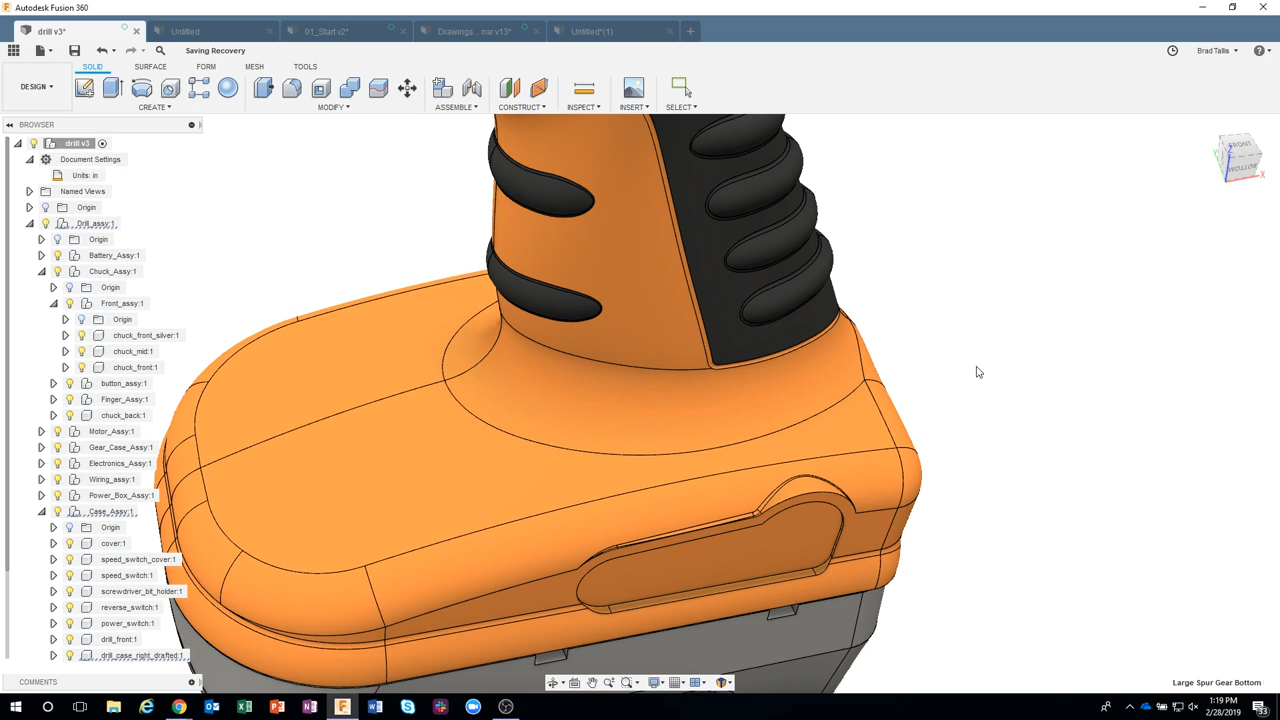 Autodesk Fusion 360
drill v3*
Untitled
01_Start v2*
Drawings...nar v13*
Untitled*(1)
Saving Recovery
Brad Tallis
SOLID
SURFACE
FORM
MESH
TOOLS
DESIGN
CREATE
MODIFY
ASSEMBLE
CONSTRUCT
INSPECT
INSERT
SELECT
BROWSER
drill v3
Document Settings
Units: in
Named Views
Origin
Drill_assy:1
Origin
Battery_Assy:1
Chuck_Assy:1
Origin
Front_assy:1
Origin
chuck_front_silver:1
chuck_mid:1
chuck_front:1
button_assy:1
Finger_Assy:1
chuck_back:1
Motor_Assy:1
Gear_Case_Assy:1
Electronics_Assy:1
Wiring_assy:1
Power_Box_Assy:1
Case_Assy:1
Origin
cover:1
speed_switch_cover:1
speed_switch:1
screwdriver_bit_holder:1
reverse_switch:1
power_switch:1
drill_front:1
drill_case_right_drafted:1
FRONT
BOTTOM
Z
Y
X
COMMENTS
Large Spur Gear Bottom
1:19 PM
2/28/2019
33